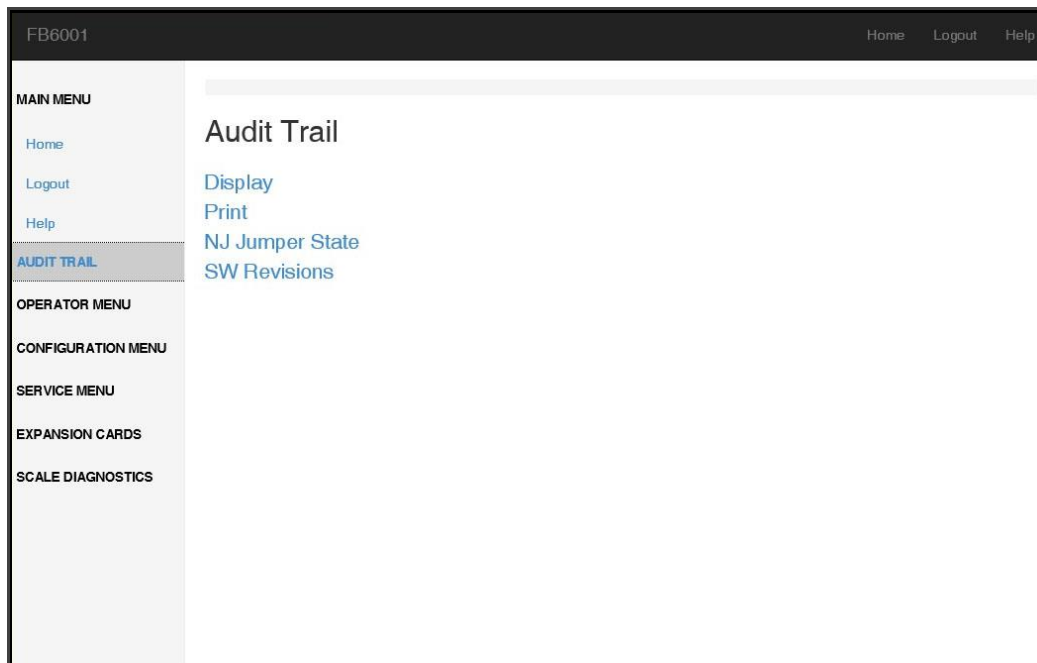 FB6001
Home Logout Help
MAIN MENU
Home
Logout
Help
AUDIT TRAIL
OPERATOR MENU
CONFIGURATION MENU
SERVICE MENU
EXPANSION CARDS
SCALE DIAGNOSTICS
Audit Trail
Display
Print
NJ Jumper State
SW Revisions